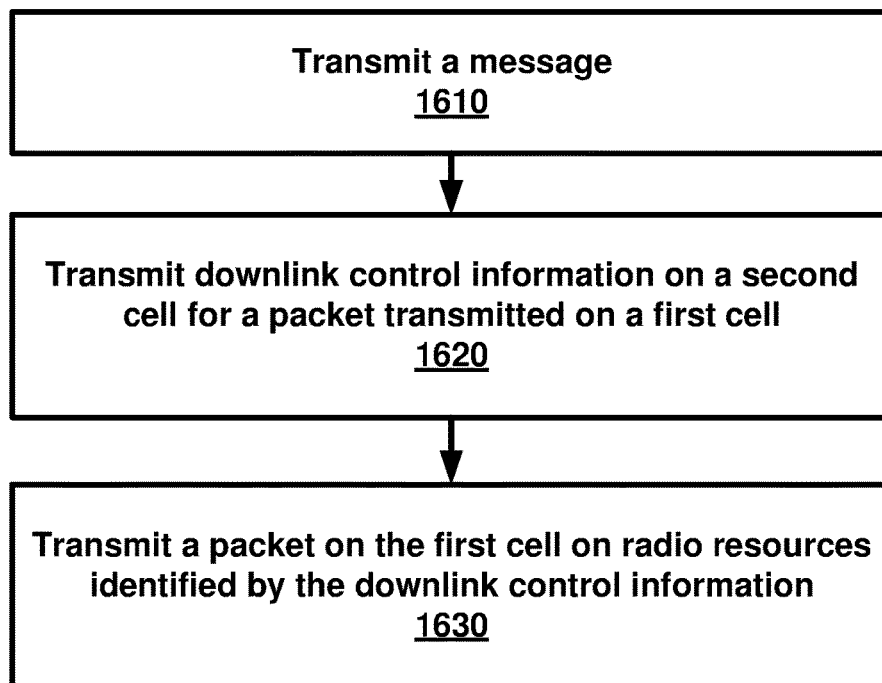 Transmit a message
1610
Transmit downlink control information on a second
cell for a packet transmitted on a first cell
1620
Transmit a packet on the first cell on radio resources
identified by the downlink control information
1630